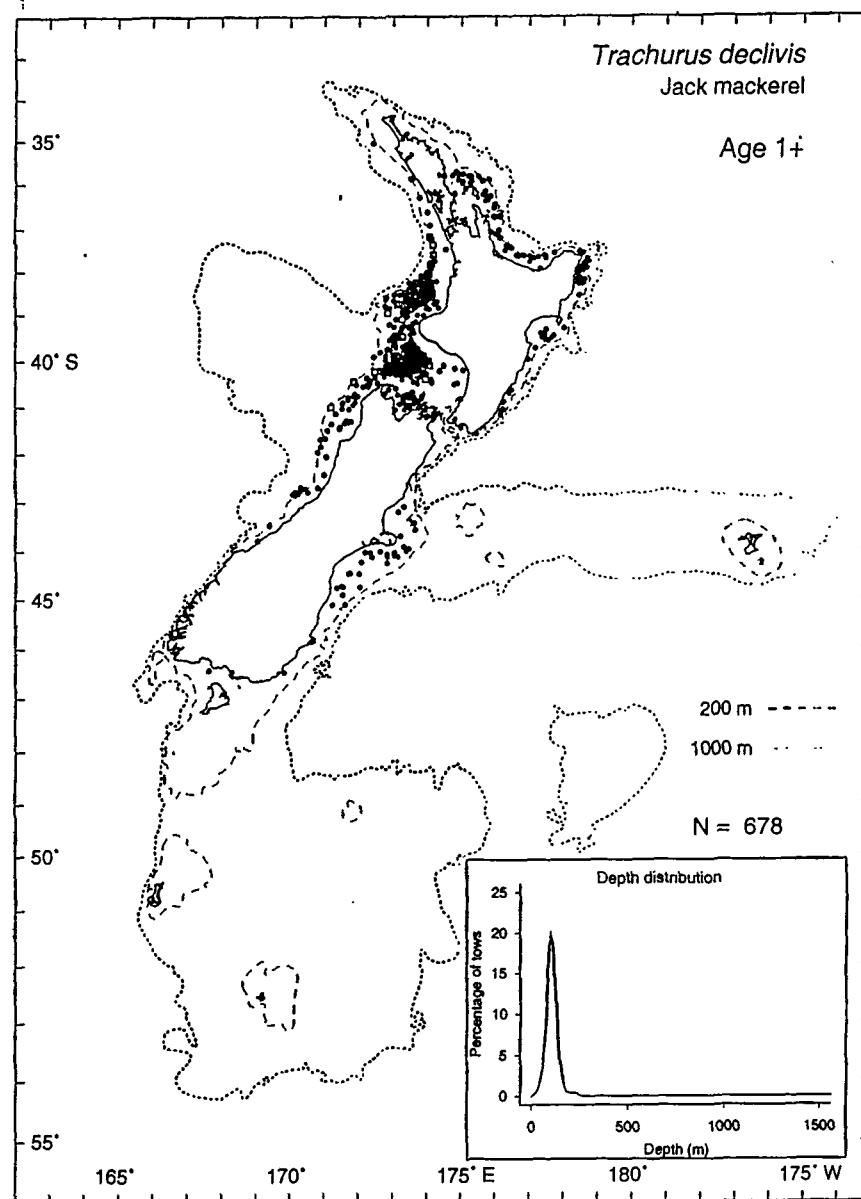 Trachurus declivis
Jack mackerel
Age 1+
35°
40° S
45°
50°
55°
200 m
1000 m
N = 678
Depth distribution
Percentage of tows
25
20
15
10
5
0
0 500 1000 1500
Depth (m)
165° 170° 175° E 180° 175° W